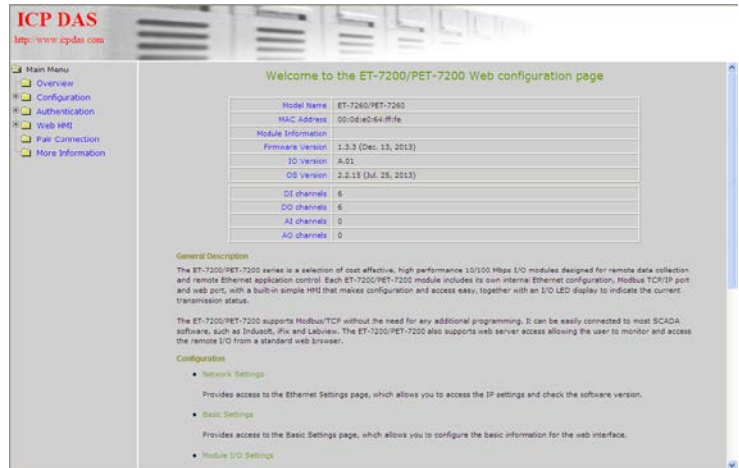 ICP DAS
http://www.icpdas.com
Main Menu
Overview
Configuration
Authentication
Web HMI
Pair Connection
More Information
Welcome to the ET-7200/PET-7200 Web configuration page
Model Name ET-7260/PET-7260
MAC Address 00:0d:e0:64:ff:fe
Module Information
Firmware Version 1.3.3 (Dec. 13, 2013)
IO Version A.01
OS Version 2.2.15 (Jul. 25, 2013)
DI channels 6
DO channels 6
AI channels 0
AO channels 0
General Description
The ET-7200/PET-7200 series is a selection of cost effective, high performance 10/100 Mbps I/O modules designed for remote data collection
and remote Ethernet application control. Each ET-7200/PET-7200 module includes its own internal Ethernet configuration, Modbus TCP/IP port
and web port, with a built-in simple HMI that makes configuration and access easy, together with an I/O LED display to indicate the current
transmission status.
The ET-7200/PET-7200 supports Modbus/TCP without the need for any additional programming. It can be easily connected to most SCADA
software, such as Indusoft, iFix and Labview. The ET-7200/PET-7200 also supports web server access allowing the user to monitor and access
the remote I/O from a standard web browser.
Configuration
Network Settings
Provides access to the Ethernet Settings page, which allows you to access the IP settings and check the software version.
Basic Settings
Provides access to the Basic Settings page, which allows you to configure the basic information for the web interface.
Module I/O Settings